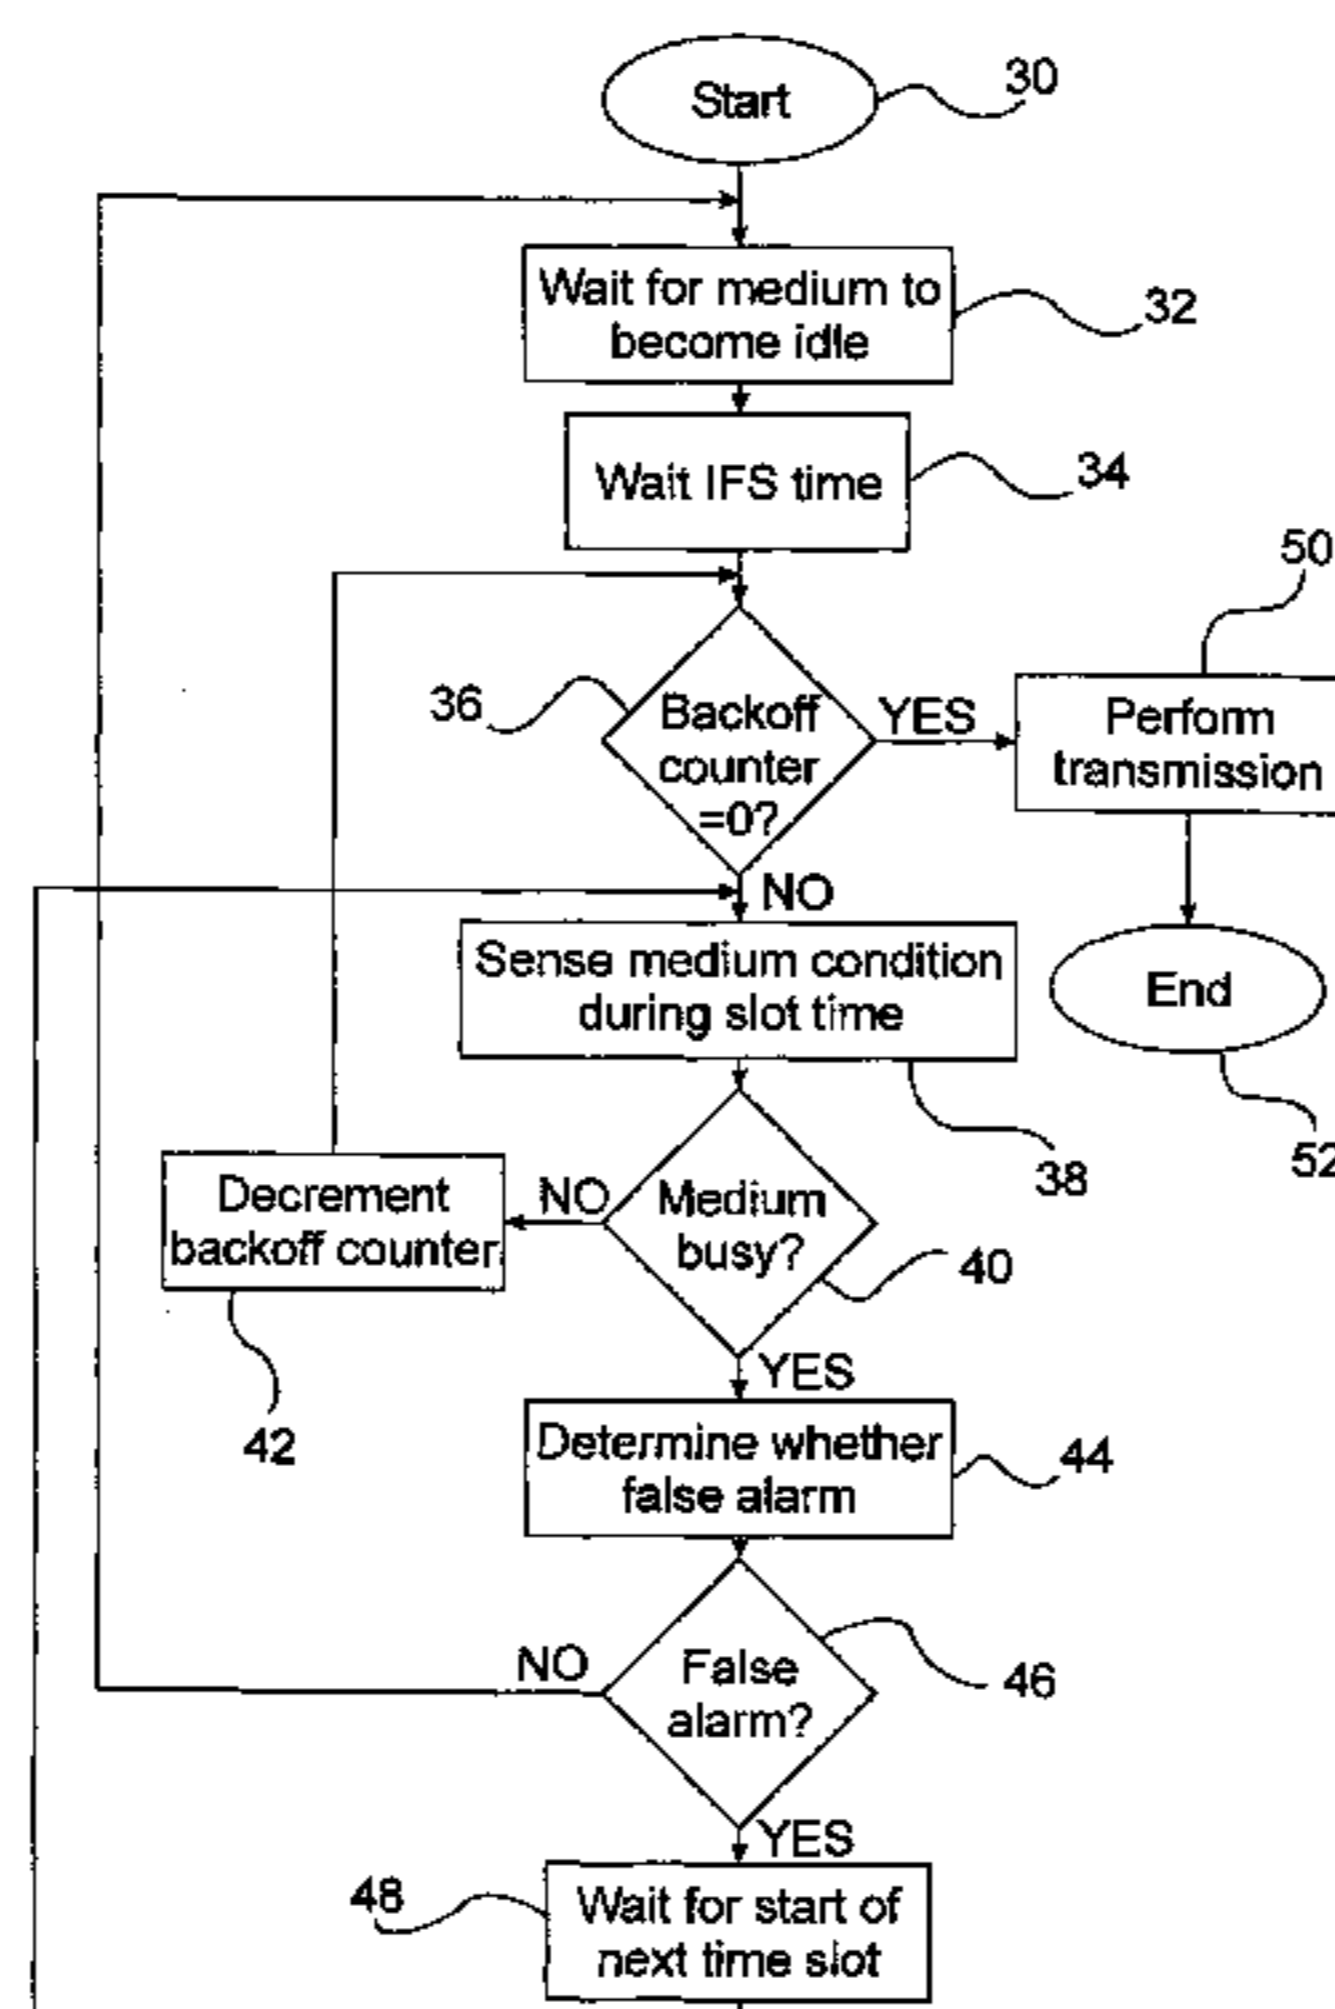 Start
30
Wait for medium to
become idle
32
Wait IFS time
34
50
36
Backoff
counter
=0?
YES
Perform
transmission
NO
Sense medium condition
during slot time
End
38
52
Decrement
backoff counter
NO
Medium
busy?
40
YES
42
Determine whether
false alarm
44
NO
False
alarm?
46
YES
48
Wait for start of
next time slot